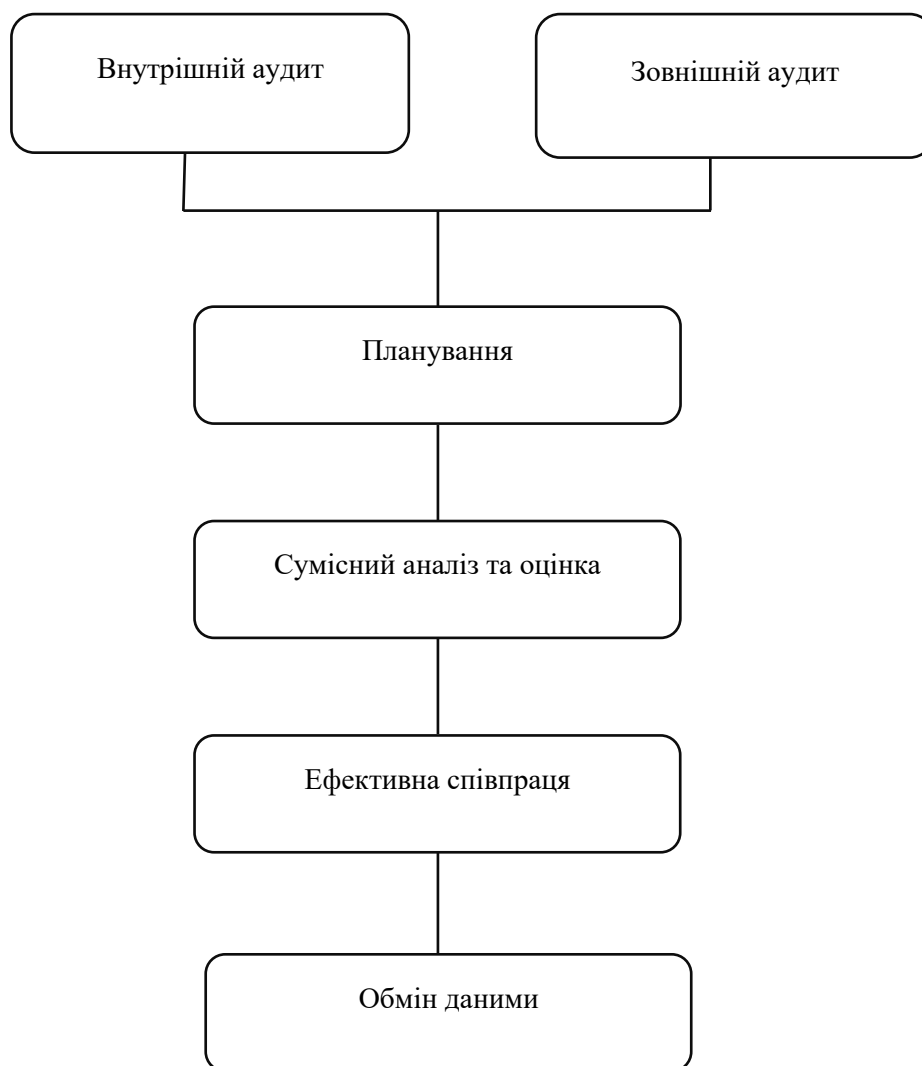 Внутрішній аудит
Зовнішній аудит
Планування
Сумісний аналіз та оцінка
Ефективна співпраця
Обмін даними